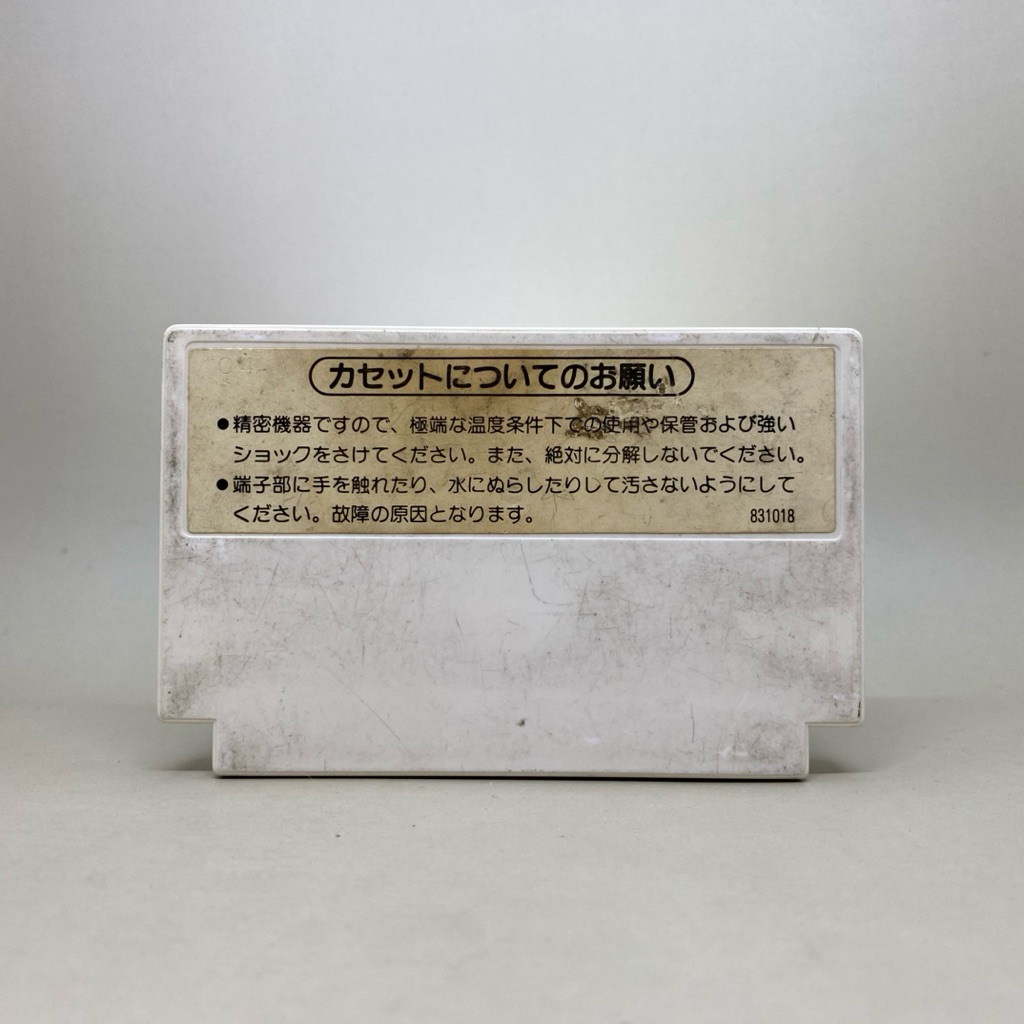 カセットについてのお願い
●精密機器ですので、極端な温度条件下での使用や保管および強い
ショックをさけてください。また、絶対に分解しないでください。
●端子部に手を触れたり、水にぬらしたりして汚さないようにして
ください。故障の原因となります。 831018